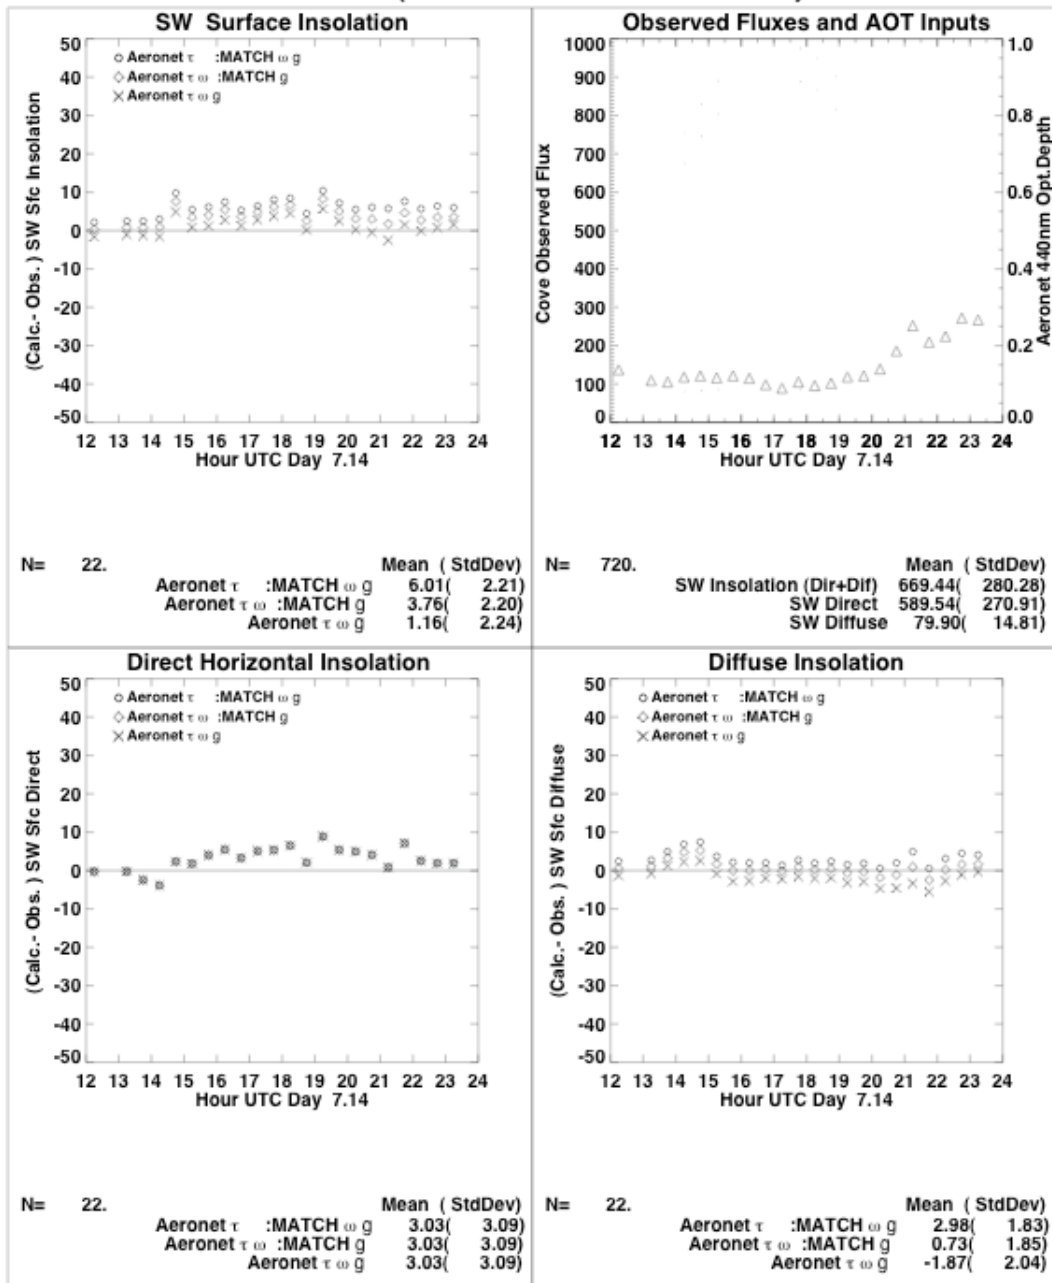 SW Surface Insolation
50
40
30
20
10
0
-10
-20
-30
-40
-50
(Calc.- Obs. ) SW Sfc Insolation
○ Aeronet τ :MATCH ω g
◇ Aeronet τ ω :MATCH g
× Aeronet τ ω g
12 13 14 15 16 17 18 19 20 21 22 23 24
Hour UTC Day 7.14
N= 22. Mean ( StdDev)
Aeronet τ :MATCH ω g 6.01( 2.21)
Aeronet τ ω :MATCH g 3.76( 2.20)
Aeronet τ ω g 1.16( 2.24)
Observed Fluxes and AOT Inputs
1000
900
800
700
600
500
400
300
200
100
0
Cove Observed Flux
1.0
0.8
0.6
0.4
0.2
0.0
Aeronet 440nm Opt.Depth
12 13 14 15 16 17 18 19 20 21 22 23 24
Hour UTC Day 7.14
N= 720. Mean ( StdDev)
SW Insolation (Dir+Dif) 669.44( 280.28)
SW Direct 589.54( 270.91)
SW Diffuse 79.90( 14.81)
Direct Horizontal Insolation
50
40
30
20
10
0
-10
-20
-30
-40
-50
(Calc.- Obs. ) SW Sfc Direct
○ Aeronet τ :MATCH ω g
◇ Aeronet τ ω :MATCH g
× Aeronet τ ω g
12 13 14 15 16 17 18 19 20 21 22 23 24
Hour UTC Day 7.14
N= 22. Mean ( StdDev)
Aeronet τ :MATCH ω g 3.03( 3.09)
Aeronet τ ω :MATCH g 3.03( 3.09)
Aeronet τ ω g 3.03( 3.09)
Diffuse Insolation
50
40
30
20
10
0
-10
-20
-30
-40
-50
(Calc.- Obs. ) SW Sfc Diffuse
○ Aeronet τ :MATCH ω g
◇ Aeronet τ ω :MATCH g
× Aeronet τ ω g
12 13 14 15 16 17 18 19 20 21 22 23 24
Hour UTC Day 7.14
N= 22. Mean ( StdDev)
Aeronet τ :MATCH ω g 2.98( 1.83)
Aeronet τ ω :MATCH g 0.73( 1.85)
Aeronet τ ω g -1.87( 2.04)